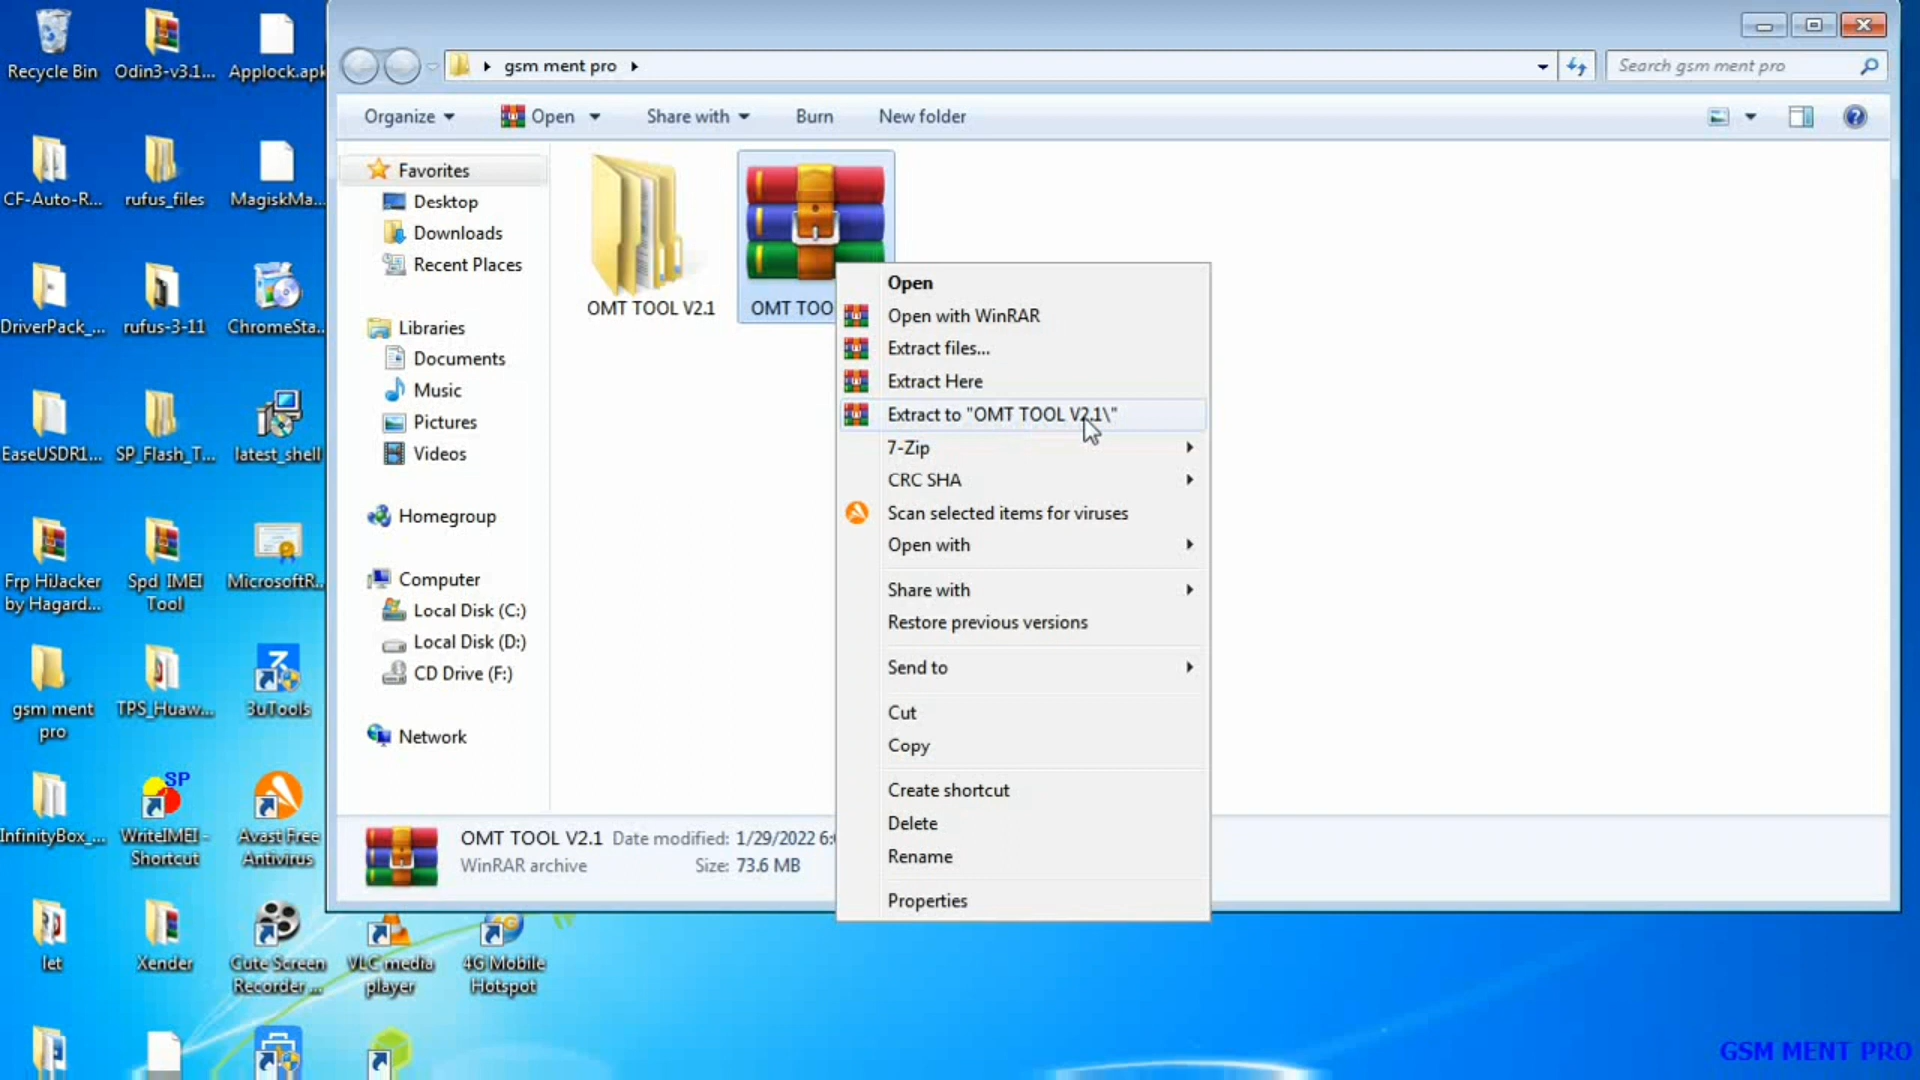 Recycle Bin
Odin3-v3.1...
Applock.apk
CF-Auto-R...
rufus_files
MagiskMa...
DriverPack_...
rufus-3-11
ChromeSta...
EaseUSDR1...
SP_Flash_T...
latest_shell
Frp HiJacker
by Hagard...
Spd IMEI
Tool
MicrosoftR...
gsm ment
pro
TPS_Huaw...
3uTools
InfinityBox_...
SP
WriteIMEI -
Shortcut
Avast Free
Antivirus
let
Xender
Cute Screen
Recorder ...
VLC media
player
4G
4G Mobile
Hotspot
gsm ment pro
Search gsm ment pro
Organize
Open
Share with
Burn
New folder
Favorites
Desktop
Downloads
Recent Places
Libraries
Documents
Music
Pictures
Videos
Homegroup
Computer
Local Disk (C:)
Local Disk (D:)
CD Drive (F:)
Network
OMT TOOL V2.1
OMT TOO
Open
Open with WinRAR
Extract files...
Extract Here
Extract to "OMT TOOL V2.1\"
7-Zip
CRC SHA
Scan selected items for viruses
Open with
Share with
Restore previous versions
Send to
Cut
Copy
Create shortcut
Delete
Rename
Properties
OMT TOOL V2.1 Date modified: 1/29/2022 6:
WinRAR archive Size: 73.6 MB
GSM MENT PRO